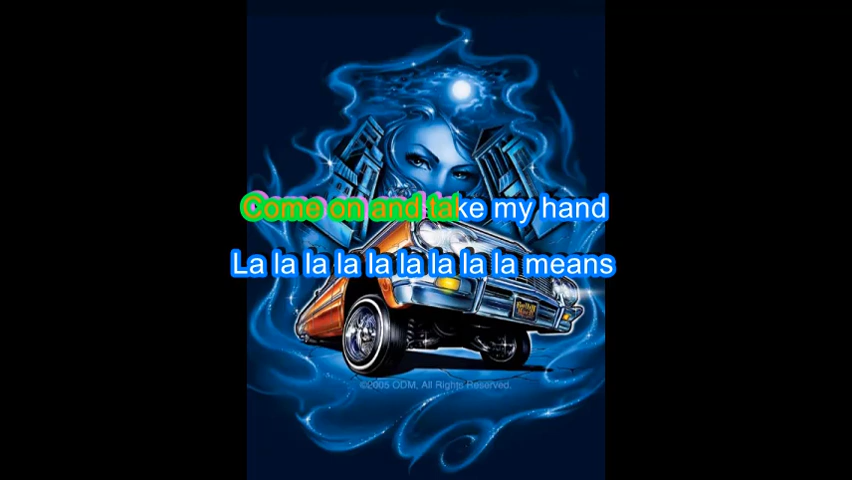 Come on and take my hand
La la la la la la la la la means
©2005 ODM, All Rights Reserved.